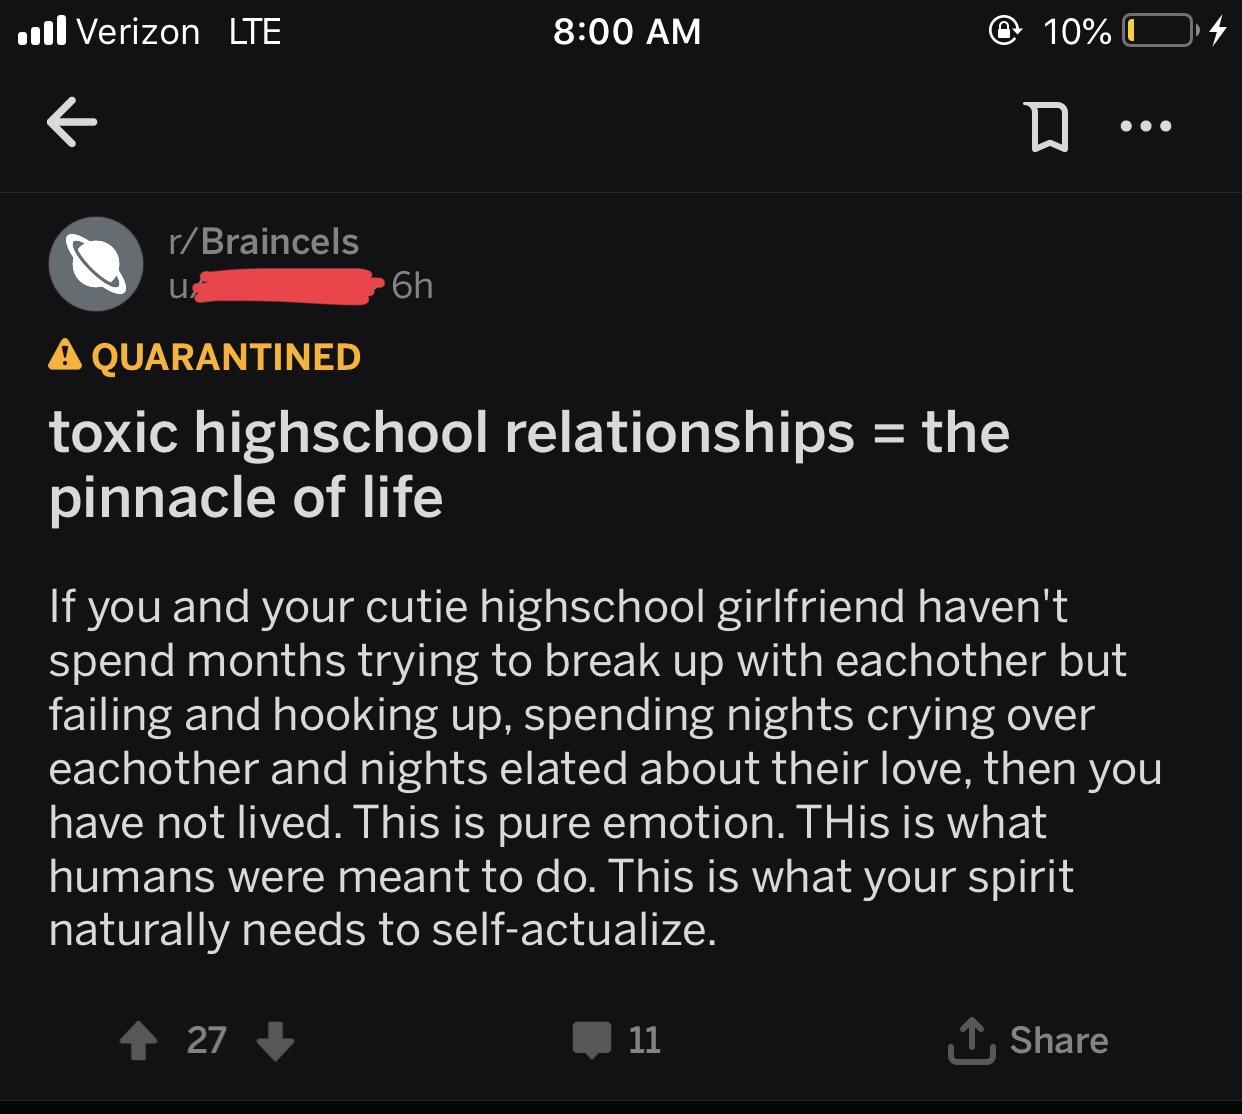 Verizon LTE 8:00 AM 10%
r/Braincels
u/ 6h
QUARANTINED
toxic highschool relationships = the
pinnacle of life
If you and your cutie highschool girlfriend haven't
spend months trying to break up with eachother but
failing and hooking up, spending nights crying over
eachother and nights elated about their love, then you
have not lived. This is pure emotion. THis is what
humans were meant to do. This is what your spirit
naturally needs to self-actualize.
27 11 Share